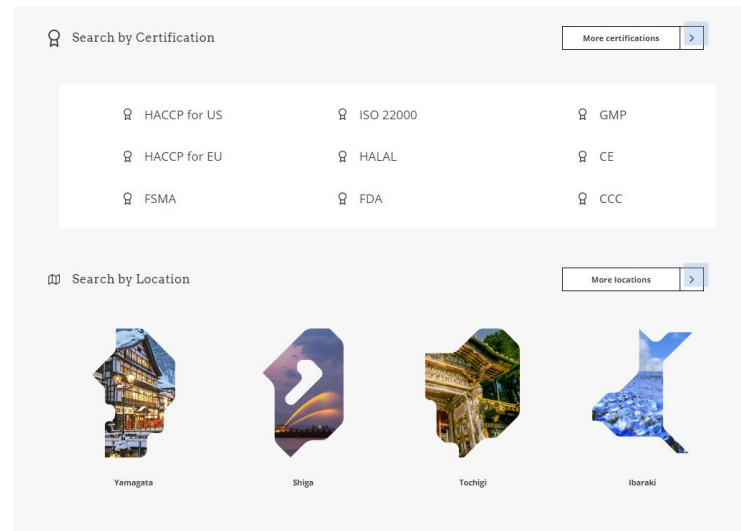 Search by Certification
More certifications
HACCP for US
ISO 22000
GMP
HACCP for EU
HALAL
CE
FSMA
FDA
CCC
Search by Location
More locations
Yamagata
Shiga
Tochigi
Ibaraki